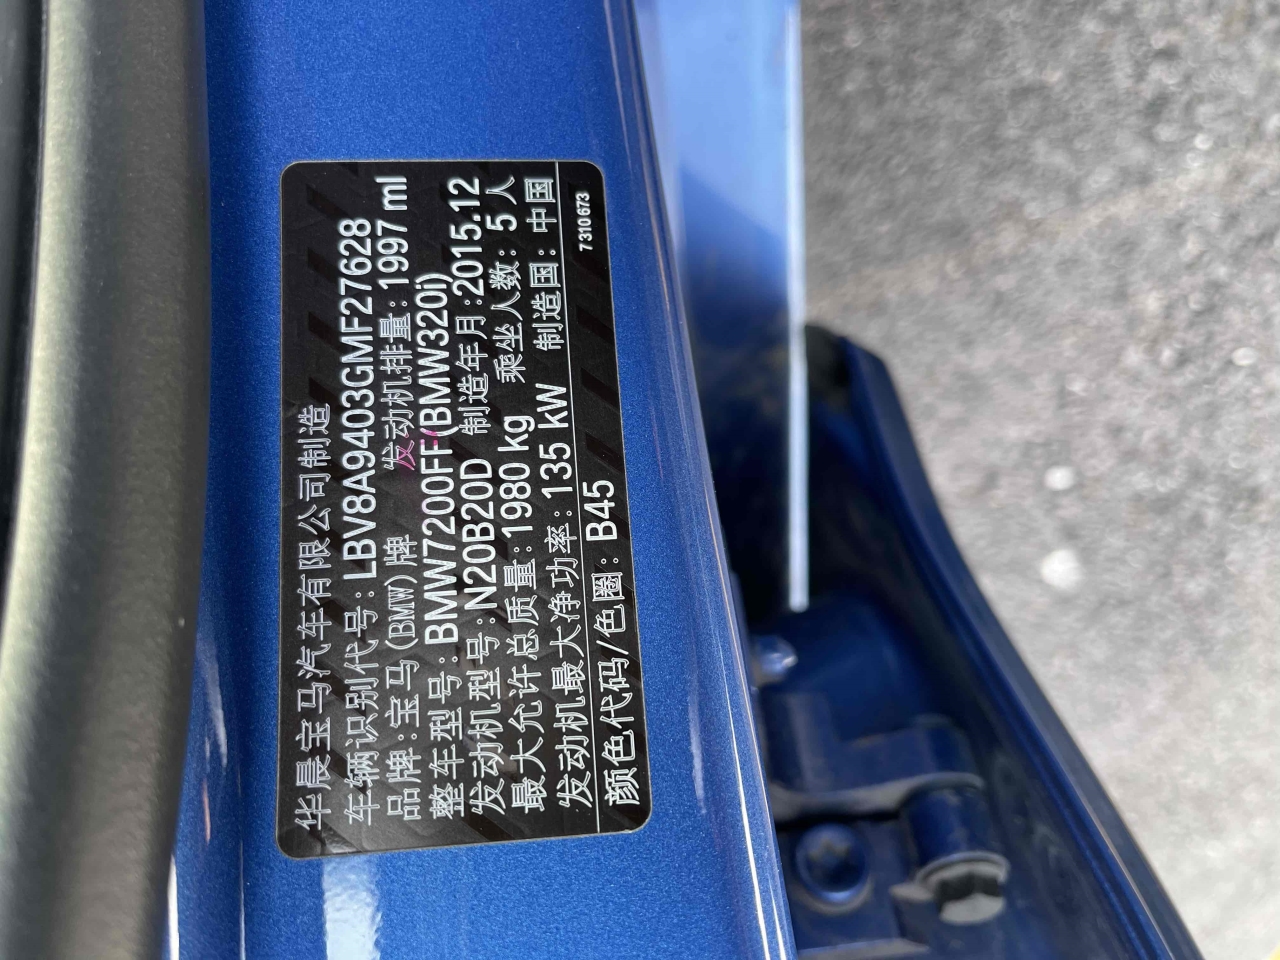 华晨宝马汽车有限公司制造
车辆识别代号: LBV8A9403GMF27628
品牌:宝马(BMW)牌 发动机排量: 1997 ml
整车型号: BMW7200FF(BMW320i)
发动机型号: N20B20D 制造年月:2015.12
最大允许总质量: 1980 kg 乘坐人数: 5 人
发动机最大净功率: 135 kW 制造国: 中国
颜色代码/色圈: B45 7310673